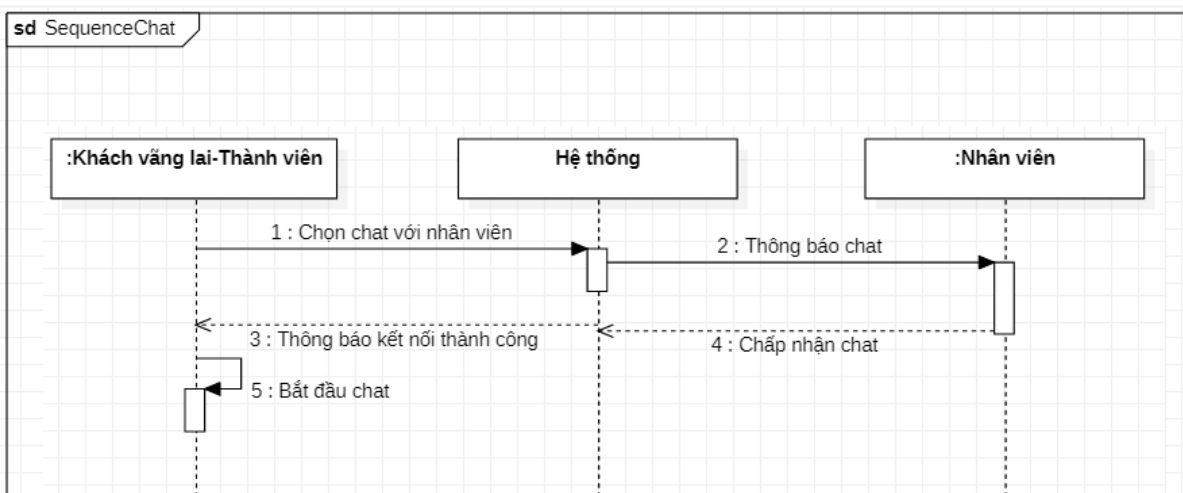 sd SequenceChat
:Khách vãng lai-Thành viên
Hệ thống
:Nhân viên
1 : Chọn chat với nhân viên
2 : Thông báo chat
3 : Thông báo kết nối thành công
4 : Chấp nhận chat
5 : Bắt đầu chat